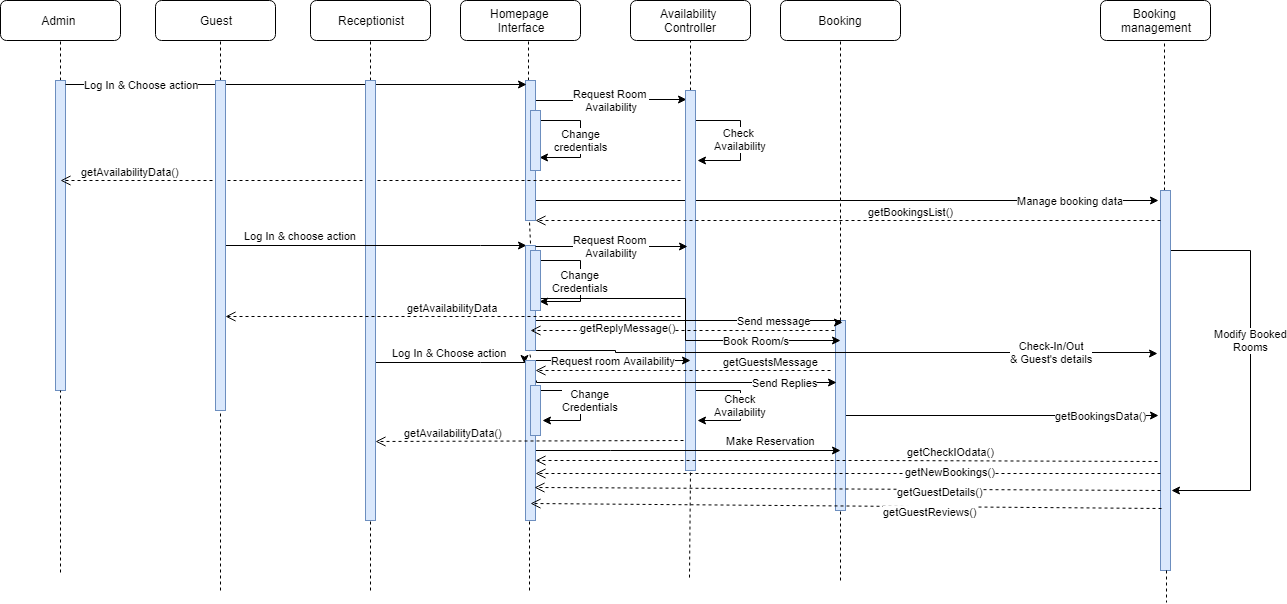 Admin
Guest
Receptionist
Homepage
Interface
Availability
Controller
Booking
Booking
management
Log In & Choose action
Request Room
Availability
Change
credentials
Check
Availability
getAvailabilityData()
Manage booking data
getBookingsList()
Log In & choose action
Request Room
Availability
Change
Credentials
getAvailabilityData
Send message
getReplyMessage()
Book Room/s
Modify Booked
Rooms
Check-In/Out
& Guest's details
Log In & Choose action
Request room Availability
getGuestsMessage
Send Replies
Change
Credentials
Check
Availability
getBookingsData()
getAvailabilityData()
Make Reservation
getCheckIOdata()
getNewBookings()
getGuestDetails()
getGuestReviews()